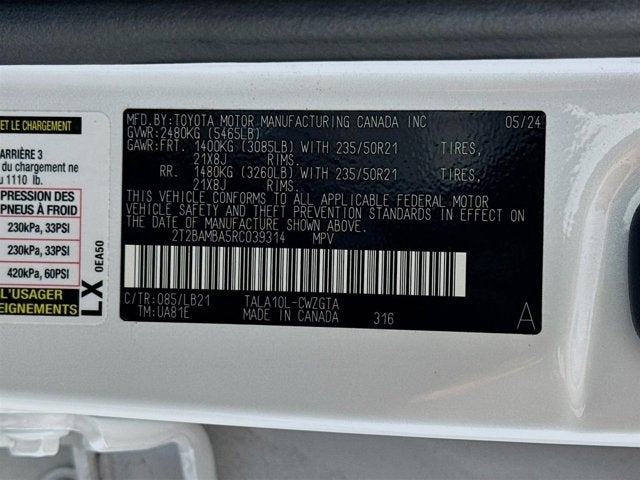 ET LE CHARGEMENT
ARRIÈRE 3
du chargement ne
1110 lb.
PRESSION DES
PNEUS À FROID
230kPa, 33PSI
230kPa, 33PSI
420kPa, 60PSI
L'USAGER
LX
0EA50
MFD.BY:TOYOTA MOTOR MANUFACTURING CANADA INC 05/24
GVWR:2480KG (5465LB)
GAWR:FRT. 1400KG (3085LB) WITH 235/50R21 TIRES,
21X8J RIMS.
RR. 1480KG (3260LB) WITH 235/50R21 TIRES,
21X8J RIMS.
THIS VEHICLE CONFORMS TO ALL APPLICABLE FEDERAL MOTOR
VEHICLE SAFETY AND THEFT PREVENTION STANDARDS IN EFFECT ON
THE DATE OF MANUFACTURE SHOWN ABOVE.
2T2BAMBA5RC039314 MPV
C/TR:085/LB21 TALA10L-CWZGTA
TM:UA81E MADE IN CANADA 316 A